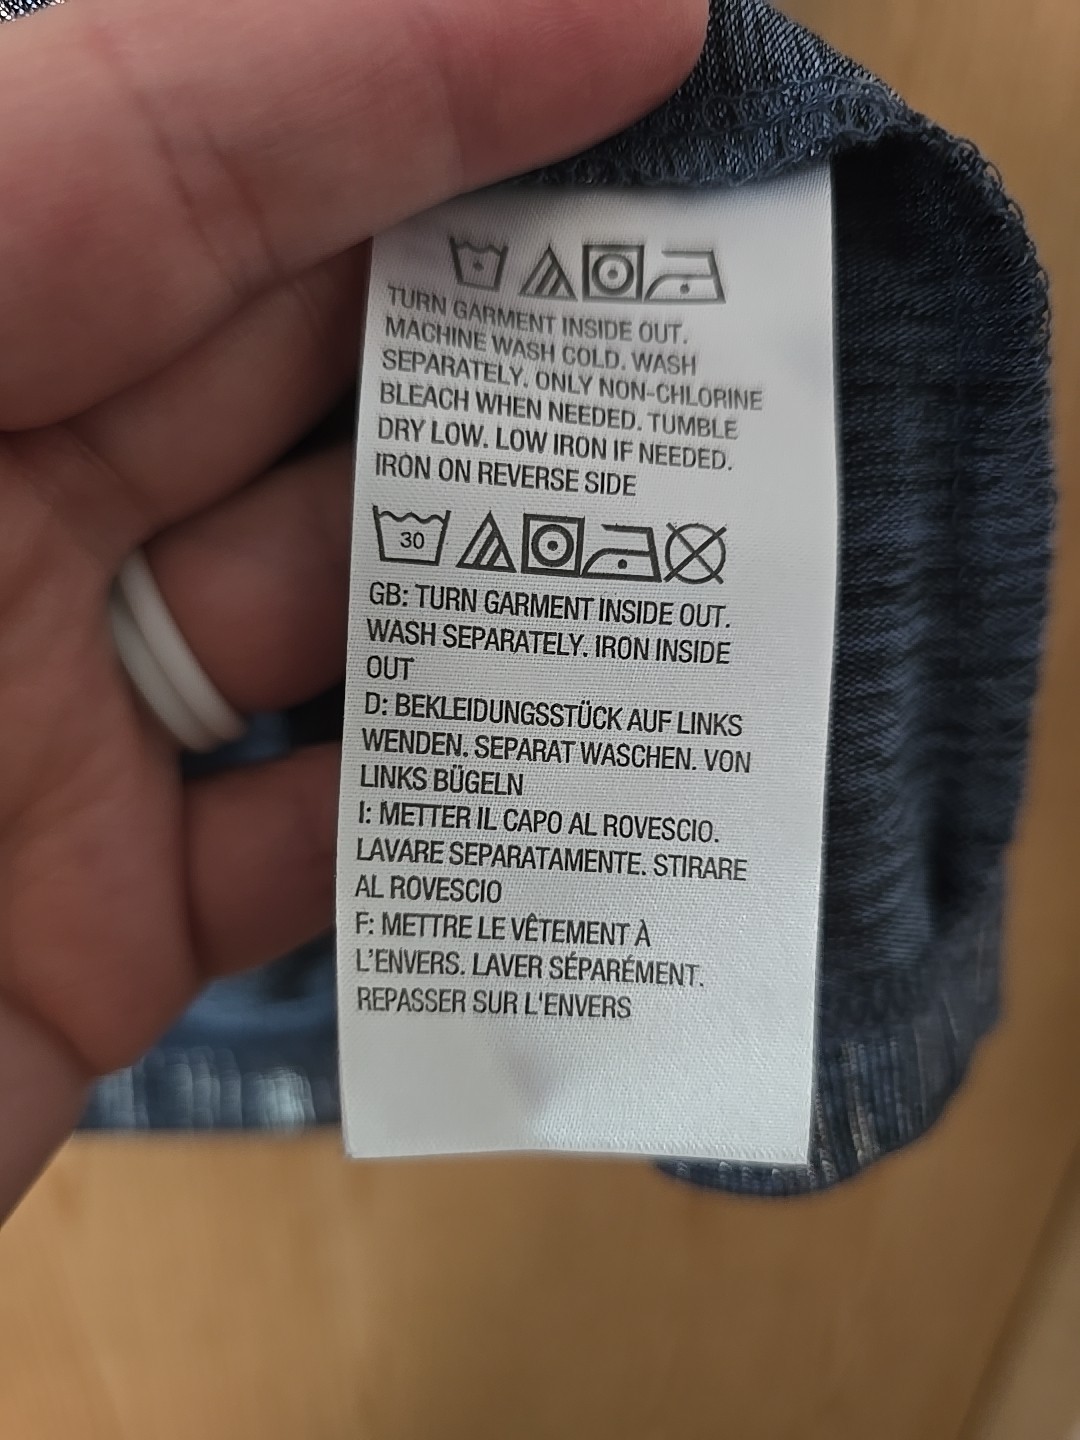 TURN GARMENT INSIDE OUT.
MACHINE WASH COLD. WASH
SEPARATELY. ONLY NON-CHLORINE
BLEACH WHEN NEEDED. TUMBLE
DRY LOW. LOW IRON IF NEEDED.
IRON ON REVERSE SIDE
30
GB: TURN GARMENT INSIDE OUT.
WASH SEPARATELY. IRON INSIDE
OUT
D: BEKLEIDUNGSSTÜCK AUF LINKS
WENDEN. SEPARAT WASCHEN. VON
LINKS BÜGELN
I: METTER IL CAPO AL ROVESCIO.
LAVARE SEPARATAMENTE. STIRARE
AL ROVESCIO
F: METTRE LE VÊTEMENT À
L'ENVERS. LAVER SÉPARÉMENT.
REPASSER SUR L'ENVERS